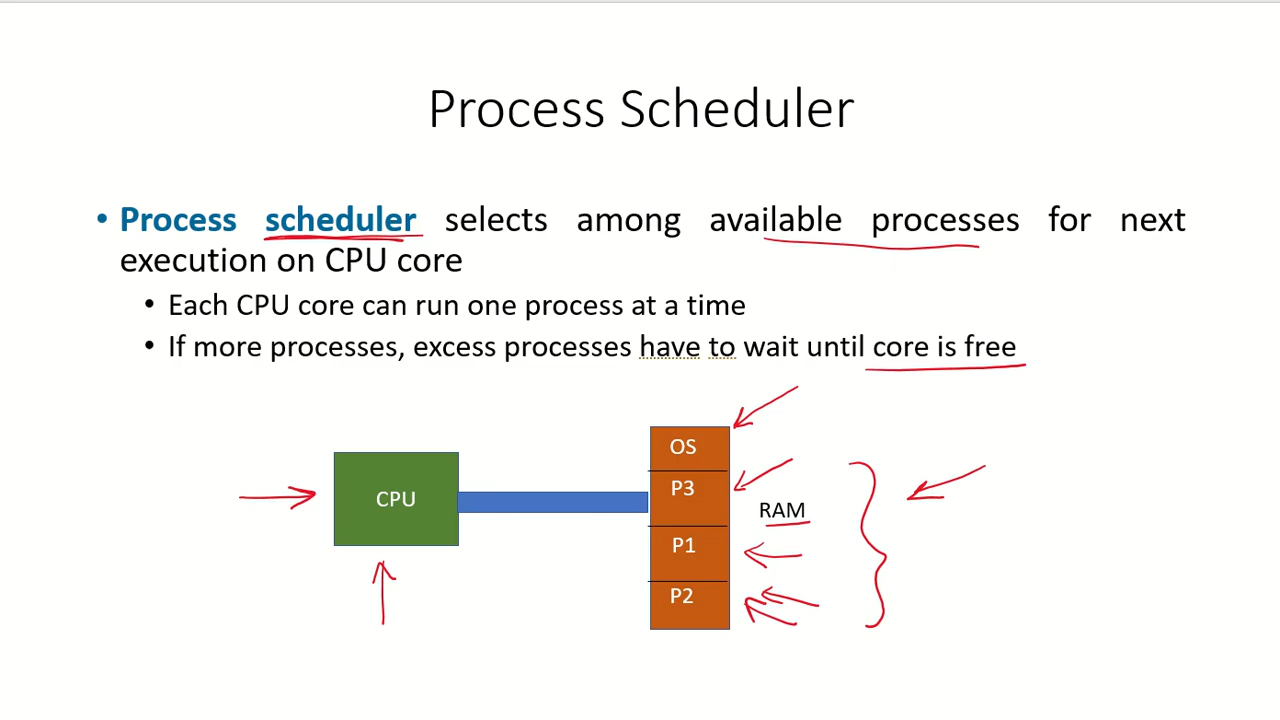 Process Scheduler
• Process scheduler selects among available processes for next
execution on CPU core
• Each CPU core can run one process at a time
• If more processes, excess processes have to wait until core is free
OS
P3
CPU
RAM
P1
P2